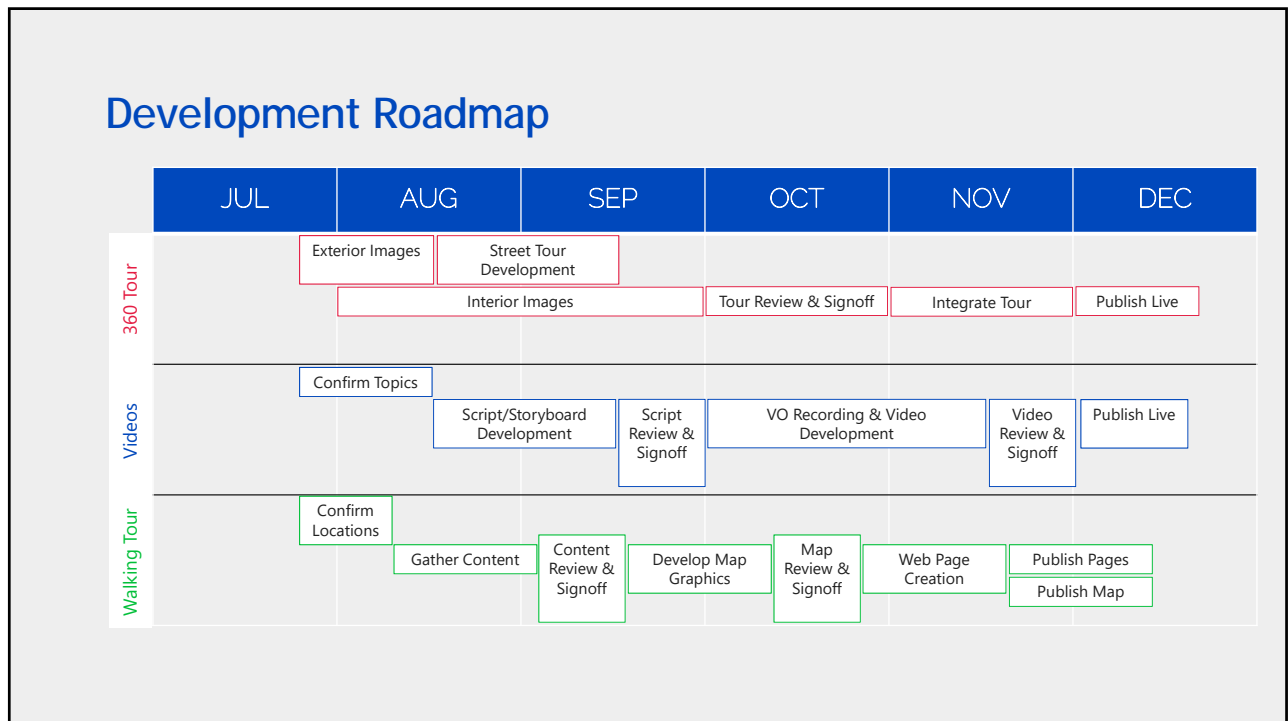 Development Roadmap
JUL AUG SEP OCT NOV DEC
360 Tour
Exterior Images
Street Tour
Development
Interior Images
Tour Review & Signoff
Integrate Tour
Publish Live
Videos
Confirm Topics
Script/Storyboard
Development
Script
Review &
Signoff
VO Recording & Video
Development
Video
Review &
Signoff
Publish Live
Walking Tour
Confirm
Locations
Gather Content
Content
Review &
Signoff
Develop Map
Graphics
Map
Review &
Signoff
Web Page
Creation
Publish Pages
Publish Map